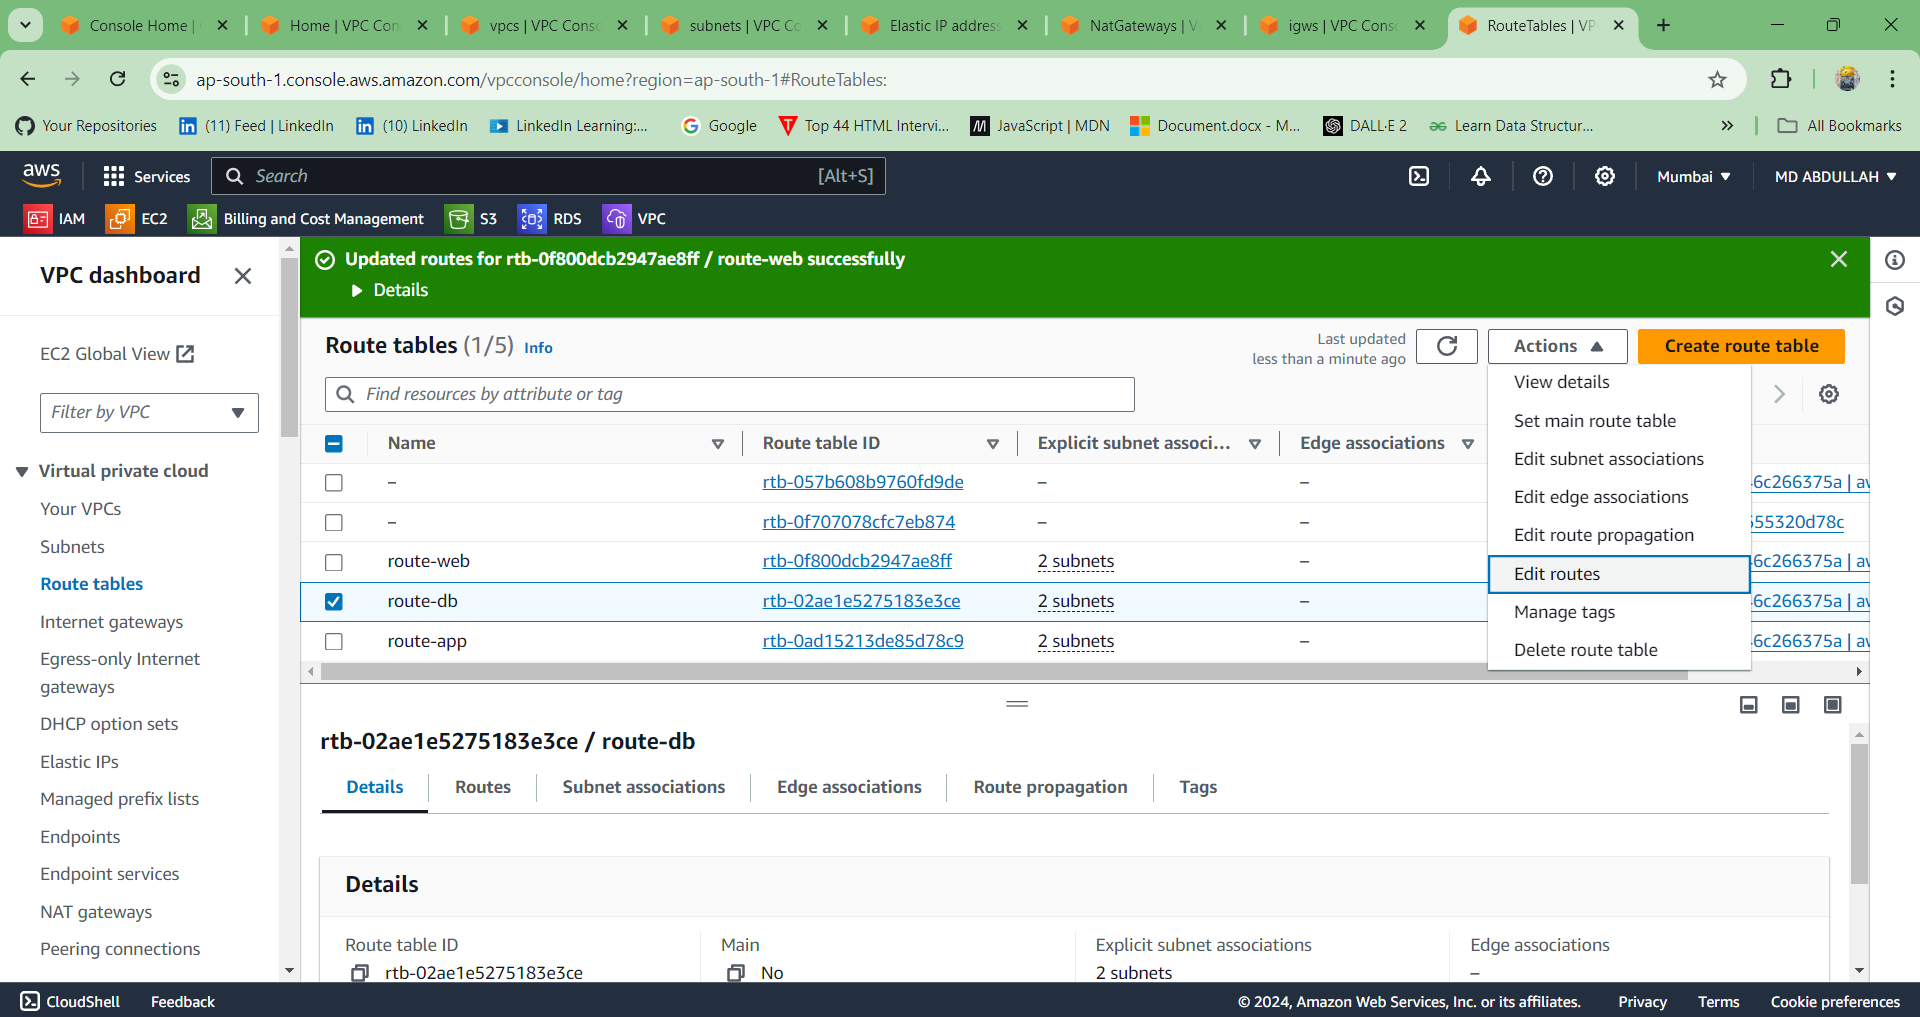 Console Home |
Home | VPC Con
vpcs | VPC Conso
subnets | VPC Co
Elastic IP address
NatGateways | V
igws | VPC Conso
RouteTables | VP
ap-south-1.console.aws.amazon.com/vpcconsole/home?region=ap-south-1#RouteTables:
Your Repositories
(11) Feed | LinkedIn
(10) LinkedIn
LinkedIn Learning:...
Google
Top 44 HTML Intervi...
JavaScript | MDN
Document.docx - M...
DALL·E 2
Learn Data Structur...
All Bookmarks
aws
Services
Search
[Alt+S]
Mumbai
MD ABDULLAH
IAM
EC2
Billing and Cost Management
S3
RDS
VPC
VPC dashboard
EC2 Global View
Filter by VPC
Virtual private cloud
Your VPCs
Subnets
Route tables
Internet gateways
Egress-only Internet
gateways
DHCP option sets
Elastic IPs
Managed prefix lists
Endpoints
Endpoint services
NAT gateways
Peering connections
Updated routes for rtb-0f800dcb2947ae8ff / route-web successfully
Details
Route tables (1/5) Info
Last updated
less than a minute ago
Actions
Create route table
Find resources by attribute or tag
View details
Set main route table
Edit subnet associations
Edit edge associations
Edit route propagation
Edit routes
Manage tags
Delete route table
Name
Route table ID
Explicit subnet associ...
Edge associations
– rtb-057b608b9760fd9de – – 6c266375a | aw
– rtb-0f707078cfc7eb874 – – 555320d78c
route-web rtb-0f800dcb2947ae8ff 2 subnets – 6c266375a | aw
route-db rtb-02ae1e5275183e3ce 2 subnets – 6c266375a | aw
route-app rtb-0ad15213de85d78c9 2 subnets – 6c266375a | aw
rtb-02ae1e5275183e3ce / route-db
Details
Routes
Subnet associations
Edge associations
Route propagation
Tags
Details
Route table ID
rtb-02ae1e5275183e3ce
Main
No
Explicit subnet associations
2 subnets
Edge associations
–
CloudShell
Feedback
© 2024, Amazon Web Services, Inc. or its affiliates.
Privacy
Terms
Cookie preferences